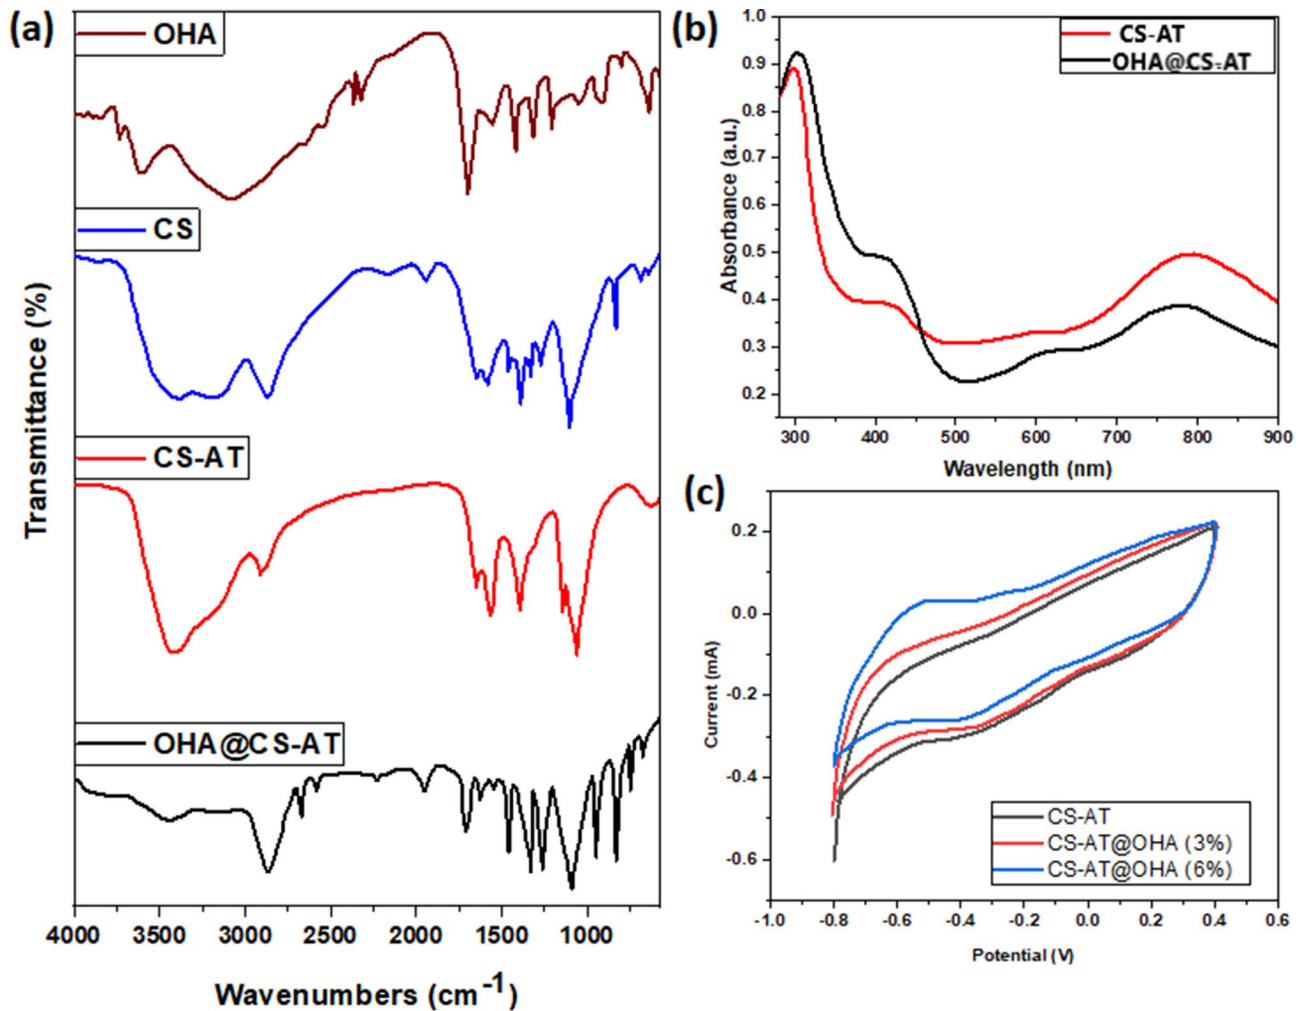 (a)
OHA
CS
CS-AT
OHA@CS-AT
Transmittance (%)
4000 3500 3000 2500 2000 1500 1000
Wavenumbers (cm⁻¹)
(b)
CS-AT
OHA@CS-AT
1.0
0.9
0.8
0.7
0.6
0.5
0.4
0.3
0.2
Absorbance (a.u.)
300 400 500 600 700 800 900
Wavelength (nm)
(c)
0.2
0.0
-0.2
-0.4
-0.6
Current (mA)
CS-AT
CS-AT@OHA (3%)
CS-AT@OHA (6%)
-1.0 -0.8 -0.6 -0.4 -0.2 0.0 0.2 0.4 0.6
Potential (V)